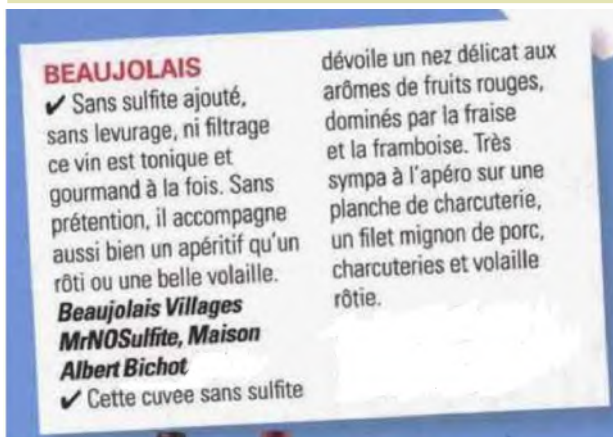 BEAUJOLAIS
✔ Sans sulfite ajouté,
sans levurage, ni filtrage
ce vin est tonique et
gourmand à la fois. Sans
prétention, il accompagne
aussi bien un apéritif qu'un
rôti ou une belle volaille.
Beaujolais Villages
MrNOSulfite, Maison
Albert Bichot
✔ Cette cuvee sans sulfite
dévoile un nez délicat aux
arômes de fruits rouges,
dominés par la fraise
et la framboise. Très
sympa à l'apéro sur une
planche de charcuterie,
un filet mignon de porc,
charcuteries et volaille
rôtie.